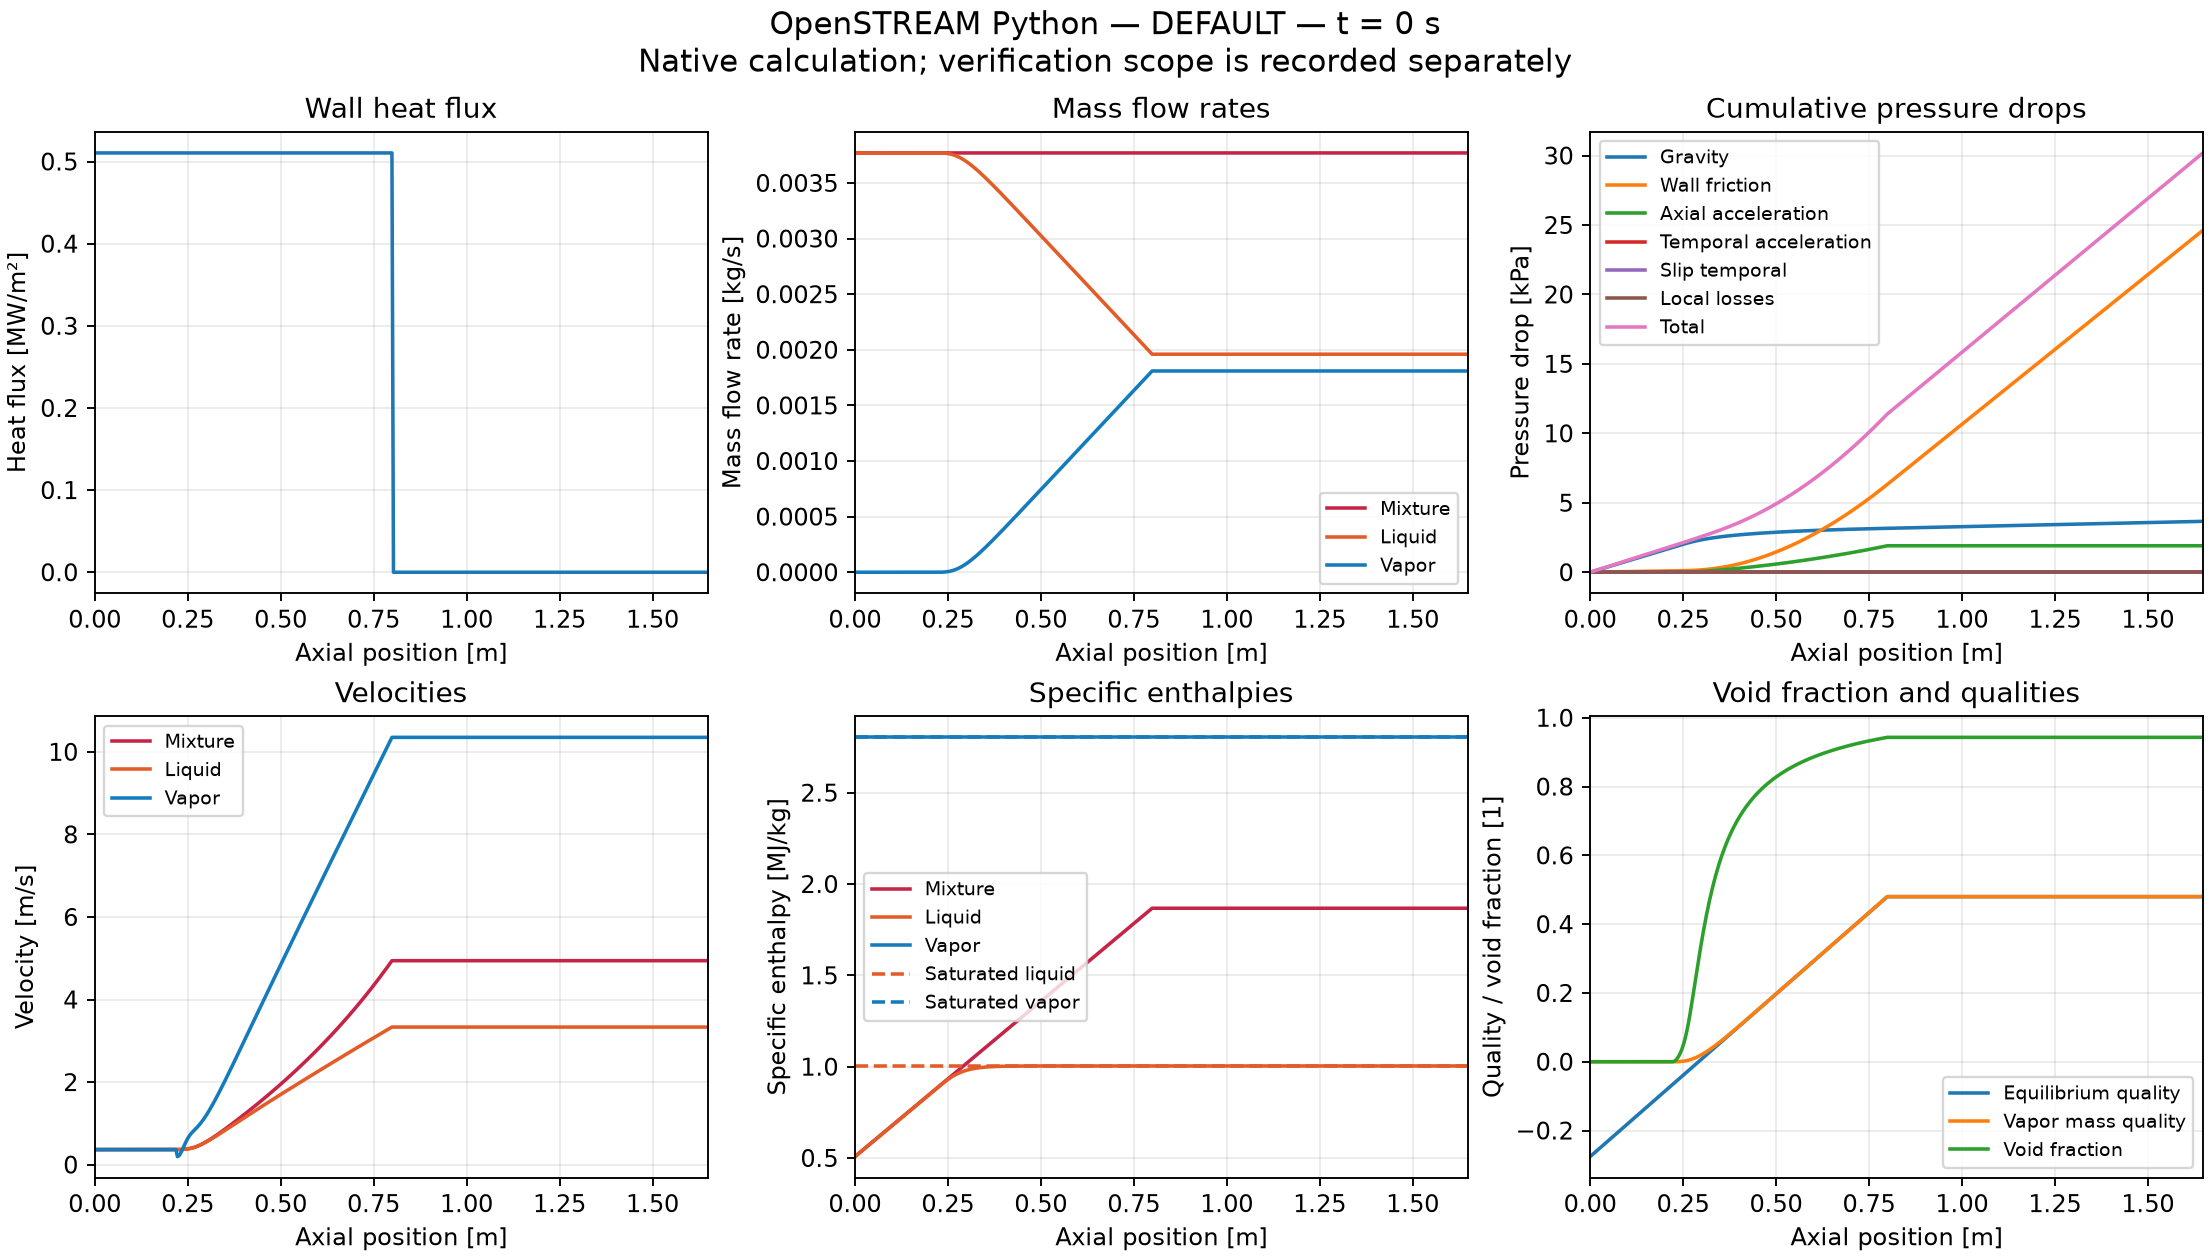 OpenSTREAM Python — DEFAULT — t = 0 s
Native calculation; verification scope is recorded separately
Wall heat flux
Heat flux [MW/m²]
0.5
0.4
0.3
0.2
0.1
0.0
0.00 0.25 0.50 0.75 1.00 1.25 1.50
Axial position [m]
Mass flow rates
Mass flow rate [kg/s]
0.0035
0.0030
0.0025
0.0020
0.0015
0.0010
0.0005
0.0000
Mixture
Liquid
Vapor
0.00 0.25 0.50 0.75 1.00 1.25 1.50
Axial position [m]
Cumulative pressure drops
Pressure drop [kPa]
30
25
20
15
10
5
0
Gravity
Wall friction
Axial acceleration
Temporal acceleration
Slip temporal
Local losses
Total
0.00 0.25 0.50 0.75 1.00 1.25 1.50
Axial position [m]
Velocities
Velocity [m/s]
10
8
6
4
2
0
Mixture
Liquid
Vapor
0.00 0.25 0.50 0.75 1.00 1.25 1.50
Axial position [m]
Specific enthalpies
Specific enthalpy [MJ/kg]
2.5
2.0
1.5
1.0
0.5
Mixture
Liquid
Vapor
Saturated liquid
Saturated vapor
0.00 0.25 0.50 0.75 1.00 1.25 1.50
Axial position [m]
Void fraction and qualities
Quality / void fraction [1]
1.0
0.8
0.6
0.4
0.2
0.0
−0.2
Equilibrium quality
Vapor mass quality
Void fraction
0.00 0.25 0.50 0.75 1.00 1.25 1.50
Axial position [m]